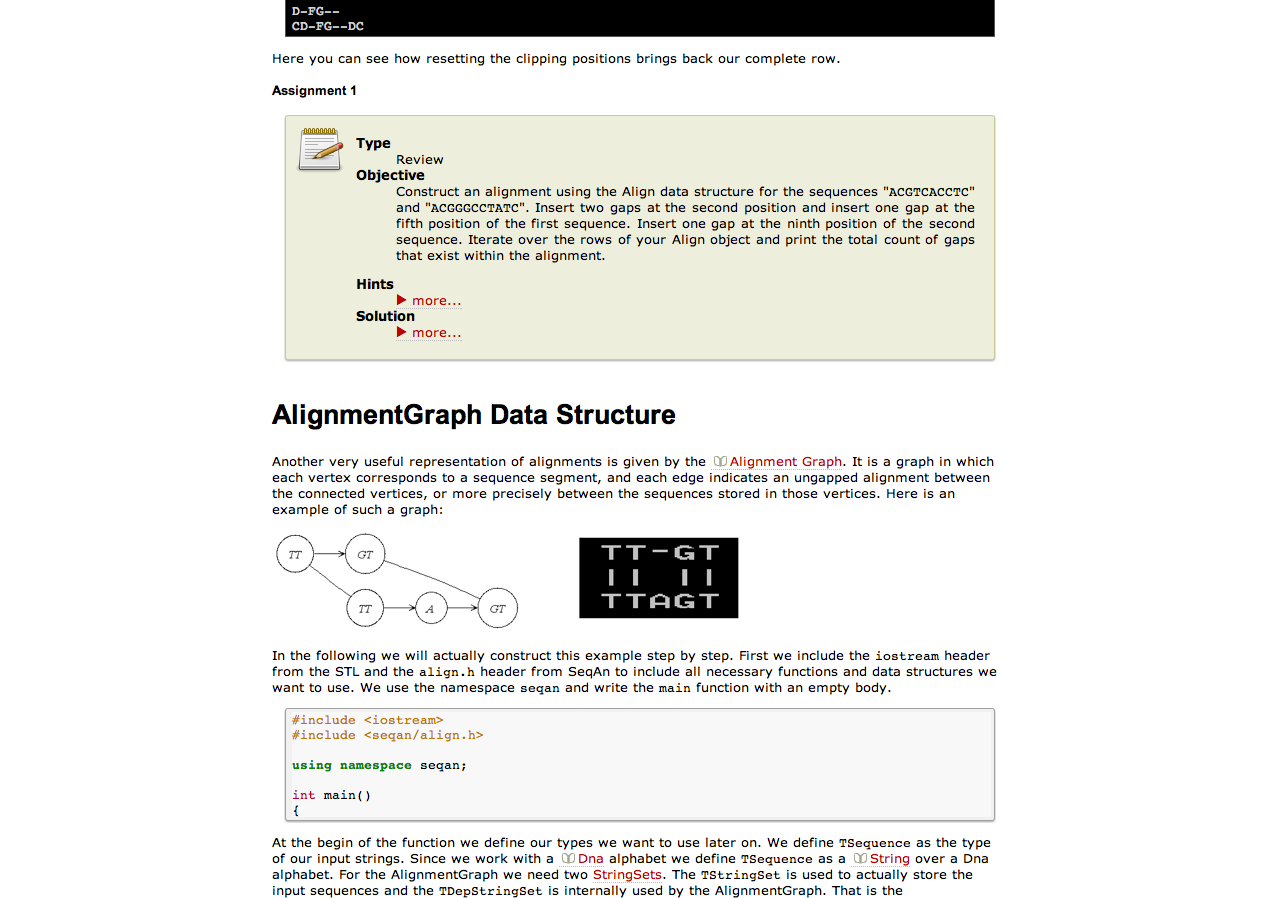 D-FG--
CD-FG--DC
Here you can see how resetting the clipping positions brings back our complete row.
Assignment 1
Type
Review
Objective
Construct an alignment using the Align data structure for the sequences "ACGTCACCTC"
and "ACGGGCCTATC". Insert two gaps at the second position and insert one gap at the
fifth position of the first sequence. Insert one gap at the ninth position of the second
sequence. Iterate over the rows of your Align object and print the total count of gaps
that exist within the alignment.
Hints
more...
Solution
more...
AlignmentGraph Data Structure
Another very useful representation of alignments is given by the Alignment Graph. It is a graph in which
each vertex corresponds to a sequence segment, and each edge indicates an ungapped alignment between
the connected vertices, or more precisely between the sequences stored in those vertices. Here is an
example of such a graph:
TT GT
TT A GT
TT-GT
|| ||
TTAGT
In the following we will actually construct this example step by step. First we include the iostream header
from the STL and the align.h header from SeqAn to include all necessary functions and data structures we
want to use. We use the namespace seqan and write the main function with an empty body.
#include <iostream>
#include <seqan/align.h>
using namespace seqan;
int main()
{
At the begin of the function we define our types we want to use later on. We define TSequence as the type
of our input strings. Since we work with a Dna alphabet we define TSequence as a String over a Dna
alphabet. For the AlignmentGraph we need two StringSets. The TStringSet is used to actually store the
input sequences and the TDepStringSet is internally used by the AlignmentGraph. That is the